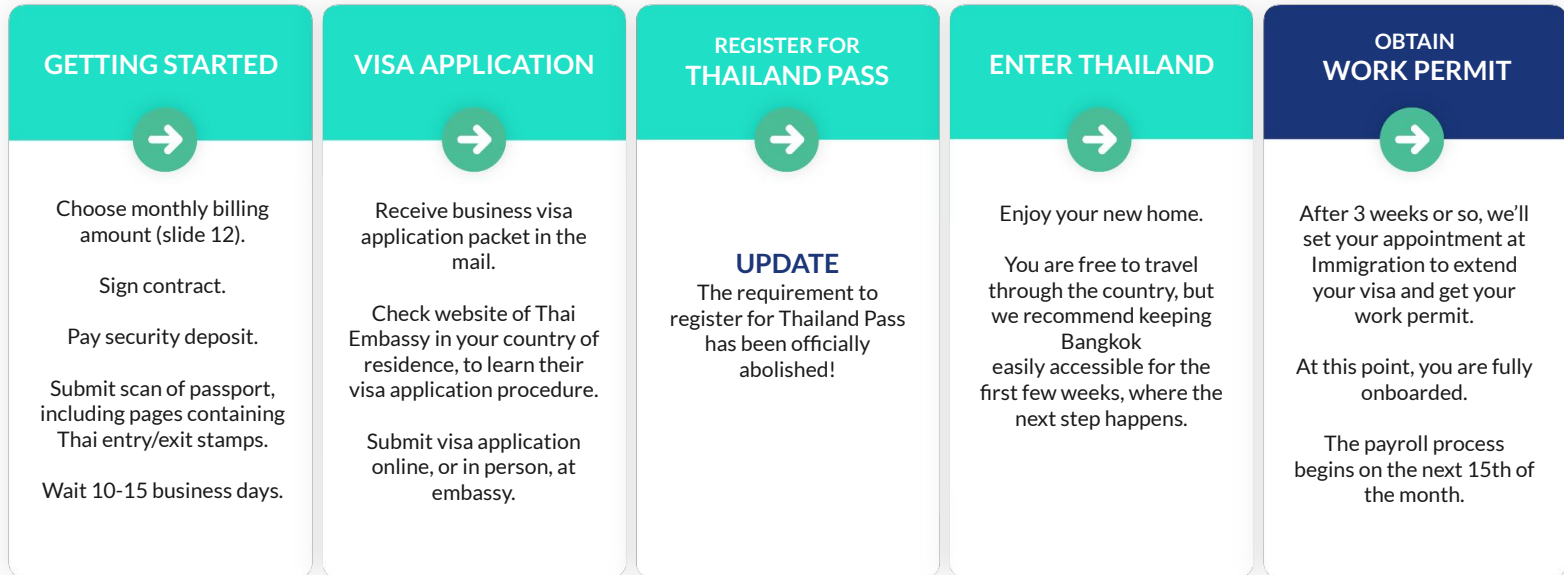 GETTING STARTED
Choose monthly billing
amount (slide 12).
Sign contract.
Pay security deposit.
Submit scan of passport,
including pages containing
Thai entry/exit stamps.
Wait 10-15 business days.
VISA APPLICATION
Receive business visa
application packet in the
mail.
Check website of Thai
Embassy in your country of
residence, to learn their
visa application procedure.
Submit visa application
online, or in person, at
embassy.
REGISTER FOR
THAILAND PASS
UPDATE
The requirement to
register for Thailand Pass
has been officially
abolished!
ENTER THAILAND
Enjoy your new home.
You are free to travel
through the country, but
we recommend keeping
Bangkok
easily accessible for the
first few weeks, where the
next step happens.
OBTAIN
WORK PERMIT
After 3 weeks or so, we’ll
set your appointment at
Immigration to extend
your visa and get your
work permit.
At this point, you are fully
onboarded.
The payroll process
begins on the next 15th of
the month.